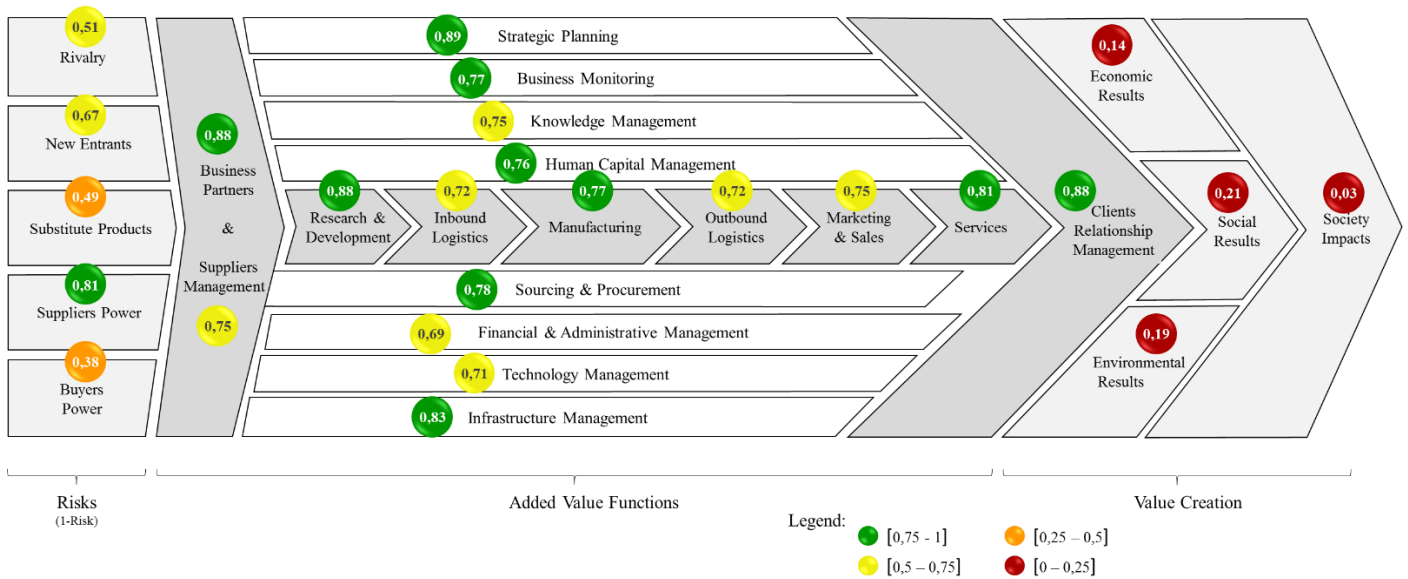 0,51
Rivalry
0,67
New Entrants
0,49
Substitute Products
0,81
Suppliers Power
0,38
Buyers
Power
0,88
Business
Partners
&
Suppliers
Management
0,75
0,89 Strategic Planning
0,77 Business Monitoring
0,75 Knowledge Management
0,76 Human Capital Management
0,88
Research &
Development
0,72
Inbound
Logistics
0,77
Manufacturing
0,72
Outbound
Logistics
0,75
Marketing
& Sales
0,81
Services
0,78 Sourcing & Procurement
0,69 Financial & Administrative Management
0,71 Technology Management
0,83 Infrastructure Management
0,88
Clients
Relationship
Management
0,14
Economic
Results
0,21
Social
Results
0,19
Environmental
Results
0,03
Society
Impacts
Risks
(1-Risk)
Added Value Functions
Value Creation
Legend:
[0,75 - 1]
[0,25 – 0,5]
[0,5 – 0,75]
[0 – 0,25]